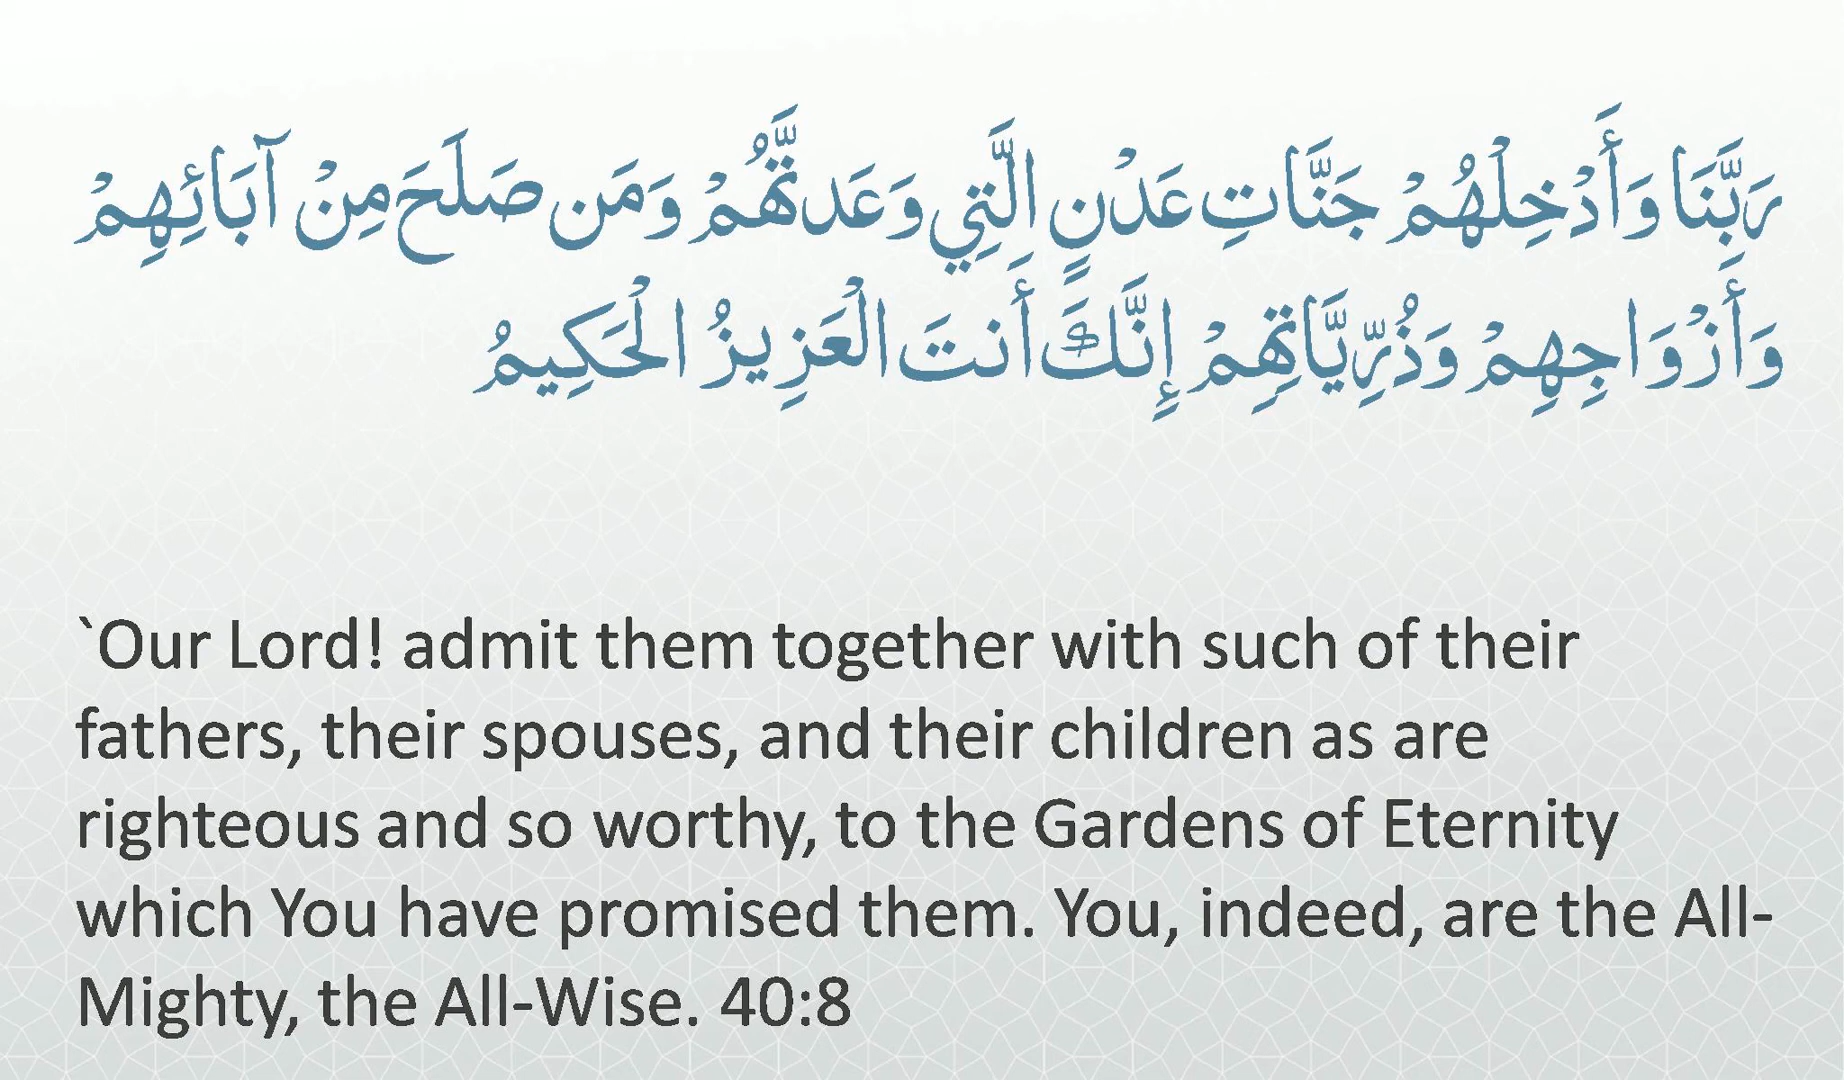 رَبَّنَا وَأَدْخِلْهُمْ جَنَّاتِ عَدْنٍ الَّتِي وَعَدتَّهُمْ وَمَن صَلَحَ مِنْ آبَائِهِمْ
وَأَزْوَاجِهِمْ وَذُرِّيَّاتِهِمْ إِنَّكَ أَنتَ الْعَزِيزُ الْحَكِيمُ
`Our Lord! admit them together with such of their
fathers, their spouses, and their children as are
righteous and so worthy, to the Gardens of Eternity
which You have promised them. You, indeed, are the All-
Mighty, the All-Wise. 40:8